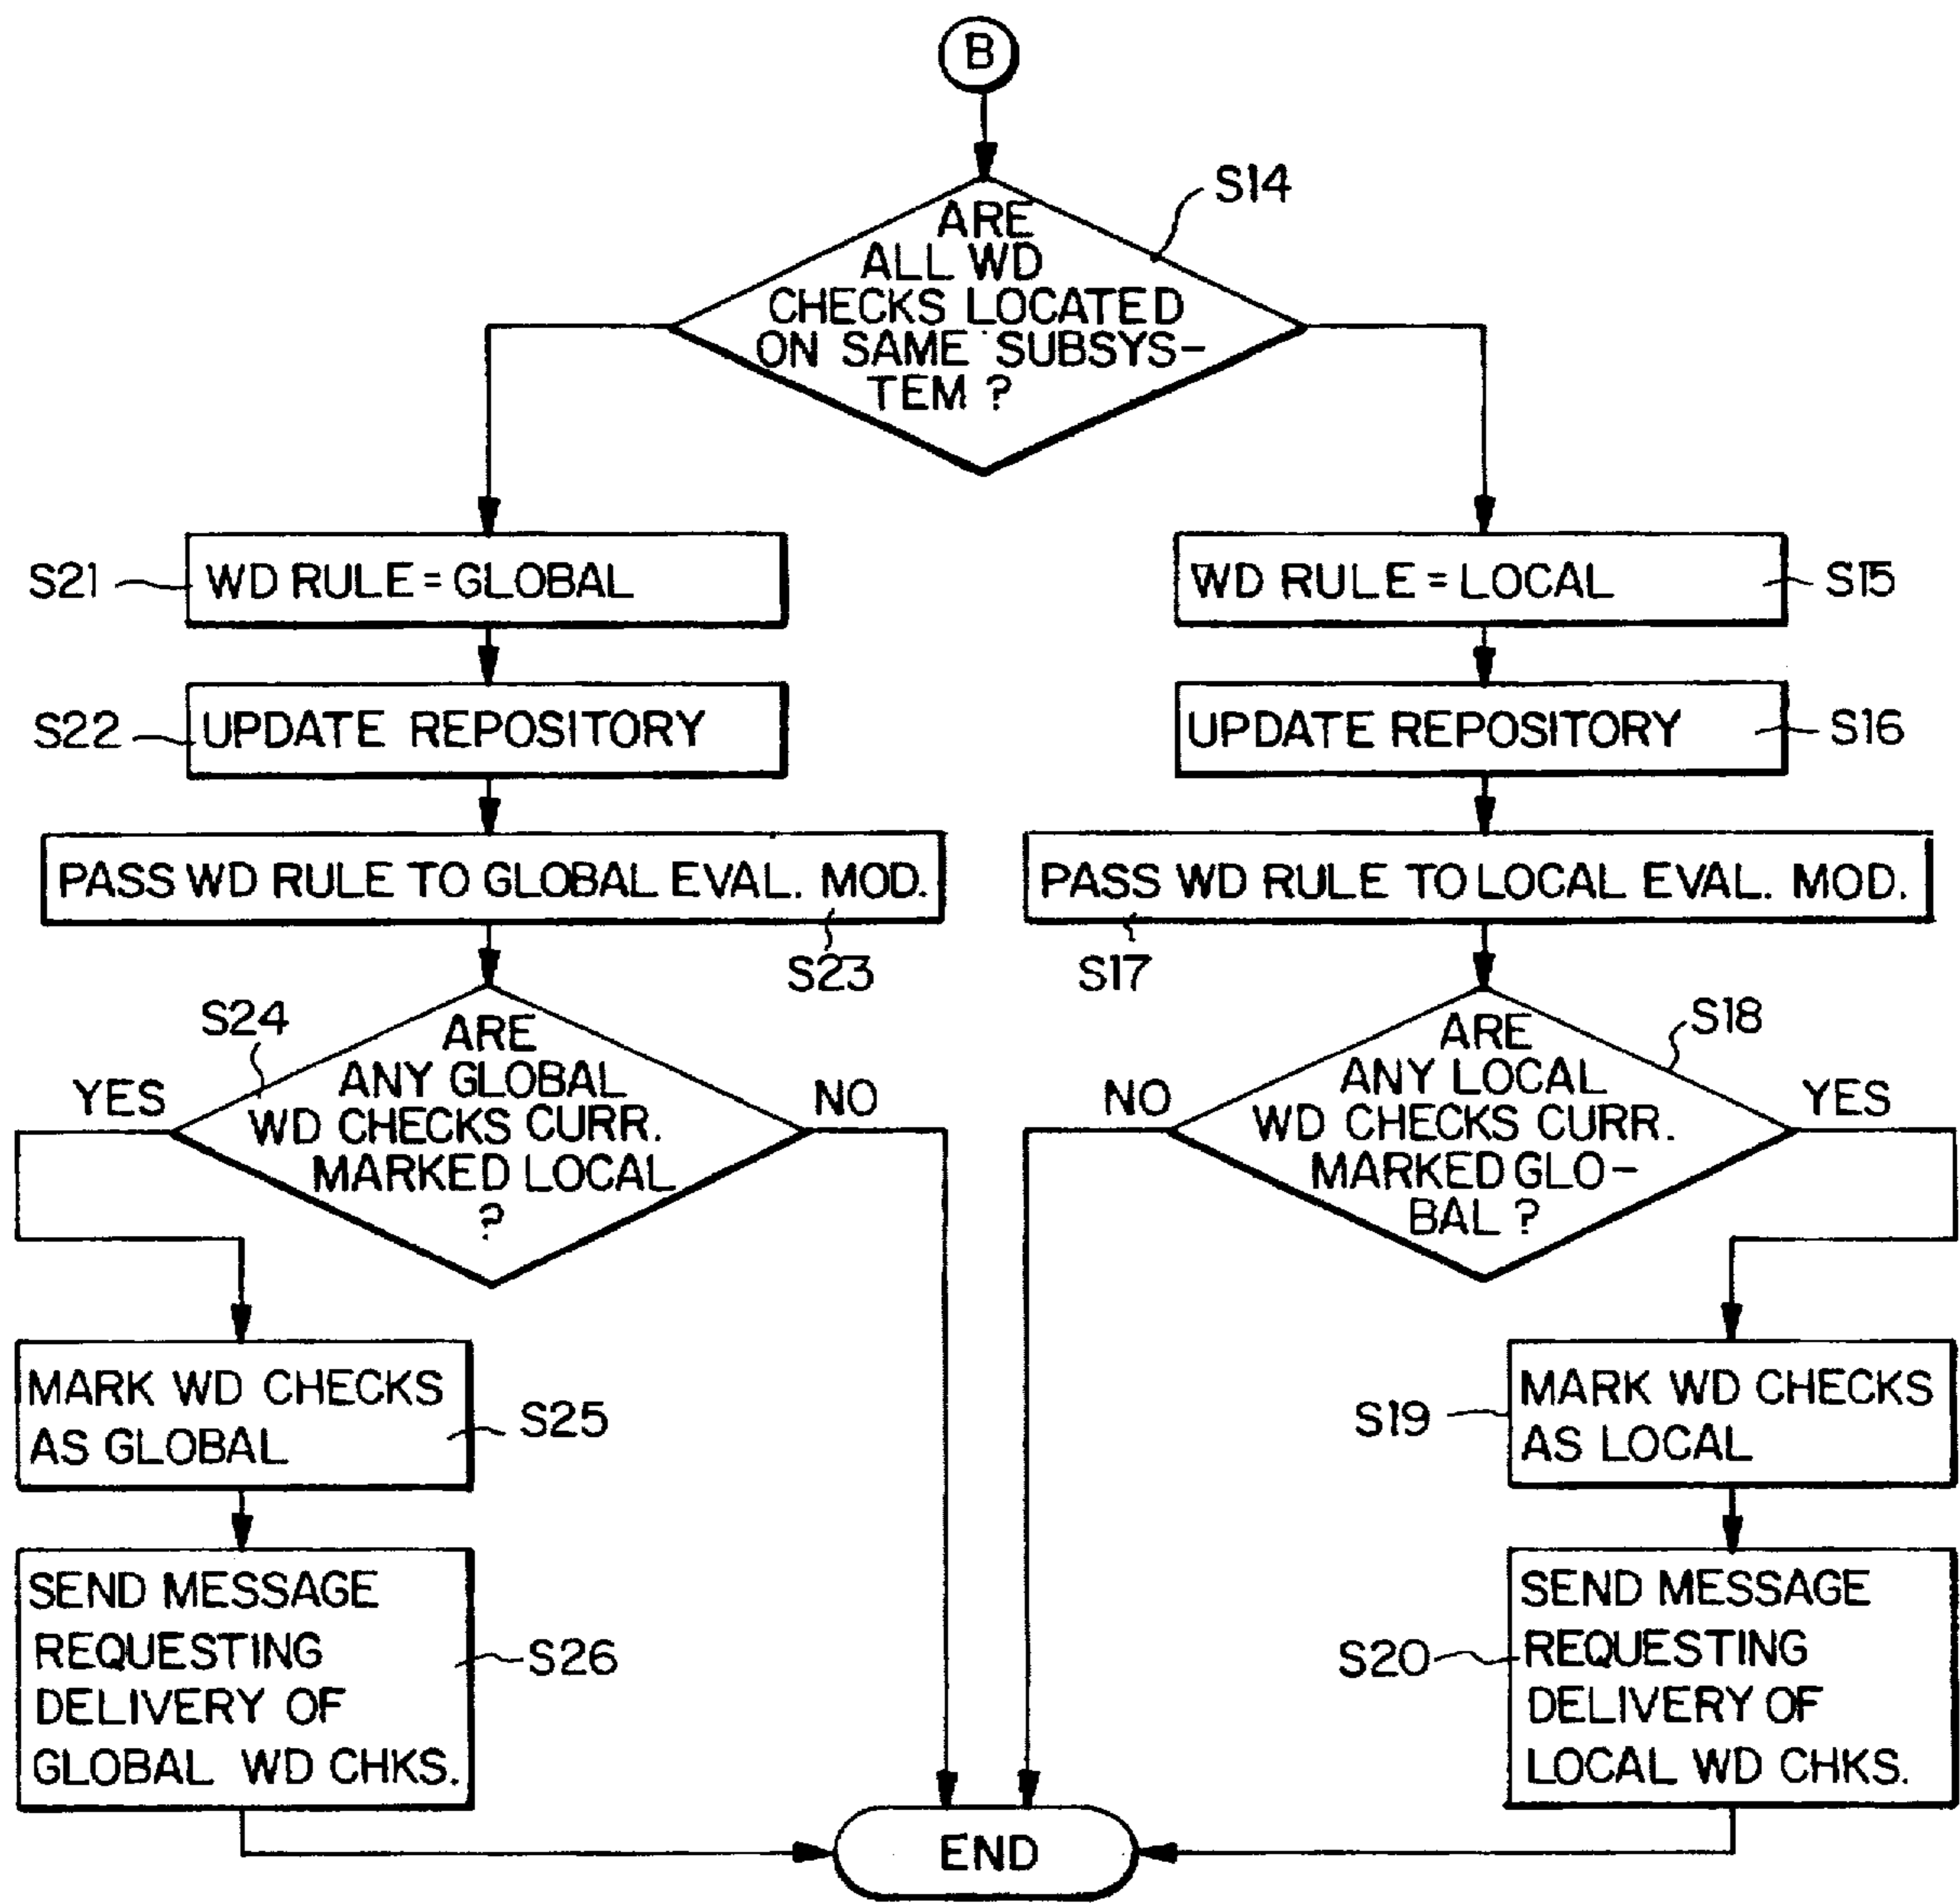 B
S14
ARE
ALL WD
CHECKS LOCATED
ON SAME SUBSYS-
TEM ?
S21
WD RULE = GLOBAL
WD RULE = LOCAL
S15
S22
UPDATE REPOSITORY
UPDATE REPOSITORY
S16
PASS WD RULE TO GLOBAL EVAL. MOD.
PASS WD RULE TO LOCAL EVAL. MOD.
S23
S17
S24
ARE
ANY GLOBAL
WD CHECKS CURR.
MARKED LOCAL
?
YES
NO
S18
ARE
ANY LOCAL
WD CHECKS CURR.
MARKED GLO-
BAL ?
NO
YES
MARK WD CHECKS
AS GLOBAL
S25
S19
MARK WD CHECKS
AS LOCAL
SEND MESSAGE
REQUESTING
DELIVERY OF
GLOBAL WD CHKS.
S26
S20
SEND MESSAGE
REQUESTING
DELIVERY OF
LOCAL WD CHKS.
END